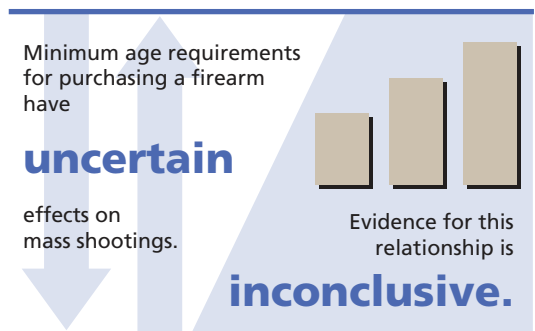 Minimum age requirements
for purchasing a firearm
have
uncertain
effects on
mass shootings.
Evidence for this
relationship is
inconclusive.